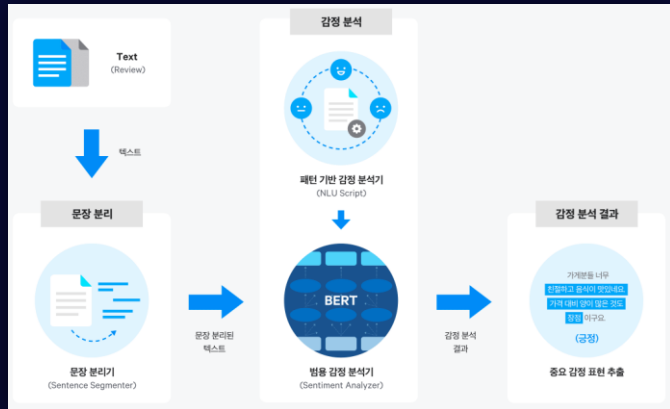 Text
(Review)
텍스트
문장 분리
문장 분리기
(Sentence Segmenter)
문장 분리된
텍스트
감정 분석
패턴 기반 감정 분석기
(NLU Script)
BERT
범용 감정 분석기
(Sentiment Analyzer)
감정 분석
결과
감정 분석 결과
가게분들 너무
친절하고 음식이 맛있네요.
가격 대비 양이 많은 것도
장점 이구요.
(긍정)
중요 감정 표현 추출